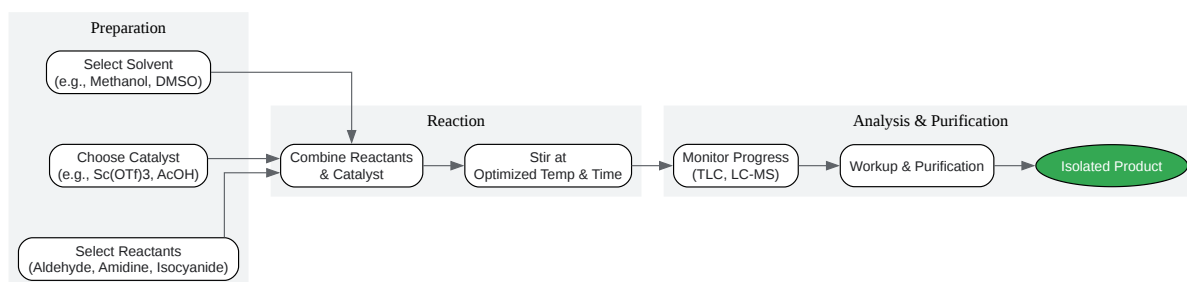 Preparation
Select Solvent
(e.g., Methanol, DMSO)
Choose Catalyst
(e.g., Sc(OTf)3, AcOH)
Select Reactants
(Aldehyde, Amidine, Isocyanide)
Reaction
Combine Reactants
& Catalyst
Stir at
Optimized Temp & Time
Analysis & Purification
Monitor Progress
(TLC, LC-MS)
Workup & Purification
Isolated Product